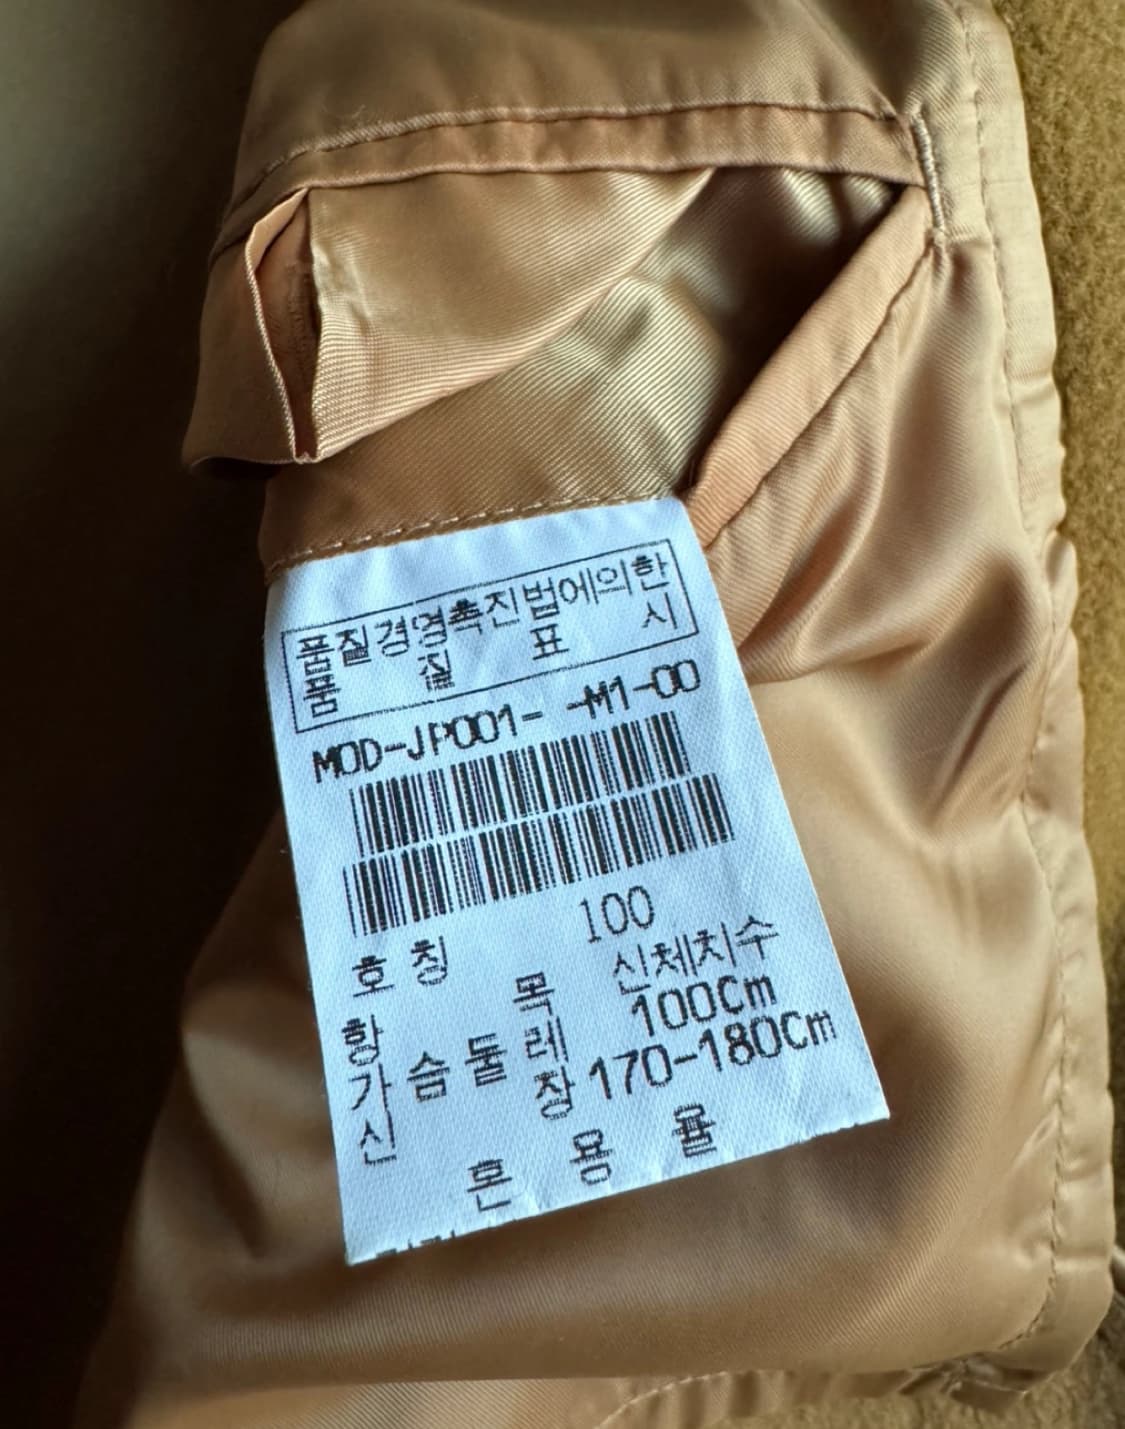 품질경영촉진법에의한
품 질 표 시
MOD-JP001- -M1-00
호 칭 100
항 목 신체치수
가 슴 둘 레 100Cm
신 장 170-180Cm
혼 용 율